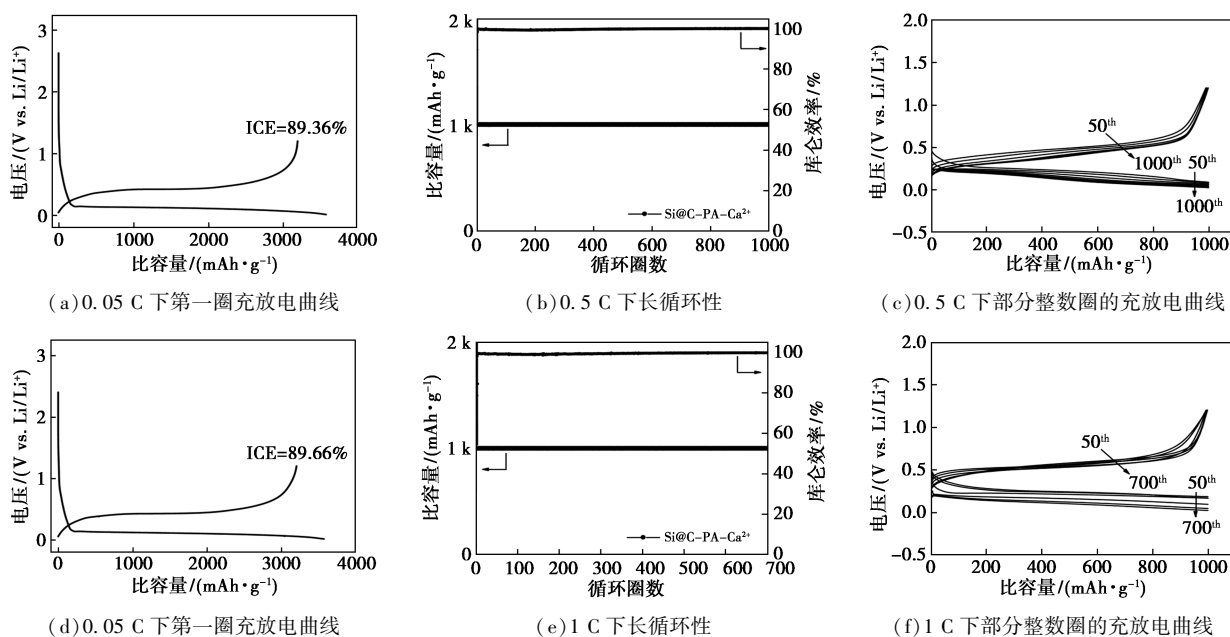 3
2
1
0
电压/(V vs. Li/Li⁺)
ICE=89.36%
0 1000 2000 3000 4000
比容量/(mAh·g⁻¹)
(a)0.05 C 下第一圈充放电曲线
2 k
1 k
0
比容量/(mAh·g⁻¹)
100
80
60
40
20
0
库仑效率/%
Si@C-PA-Ca²⁺
0 200 400 600 800 1000
循环圈数
(b)0.5 C 下长循环性
2.0
1.5
1.0
0.5
0.0
-0.5
电压/(V vs. Li/Li⁺)
50ᵗʰ
1000ᵗʰ
50ᵗʰ
1000ᵗʰ
0 200 400 600 800 1000
比容量/(mAh·g⁻¹)
(c)0.5 C 下部分整数圈的充放电曲线
3
2
1
0
电压/(V vs. Li/Li⁺)
ICE=89.66%
0 1000 2000 3000 4000
比容量/(mAh·g⁻¹)
(d)0.05 C 下第一圈充放电曲线
2 k
1 k
0
比容量/(mAh·g⁻¹)
100
80
60
40
20
0
库仑效率/%
Si@C-PA-Ca²⁺
0 100 200 300 400 500 600 700
循环圈数
(e)1 C 下长循环性
2.0
1.5
1.0
0.5
0.0
-0.5
电压/(V vs. Li/Li⁺)
50ᵗʰ
700ᵗʰ
50ᵗʰ
700ᵗʰ
0 200 400 600 800 1000
比容量/(mAh·g⁻¹)
(f)1 C 下部分整数圈的充放电曲线